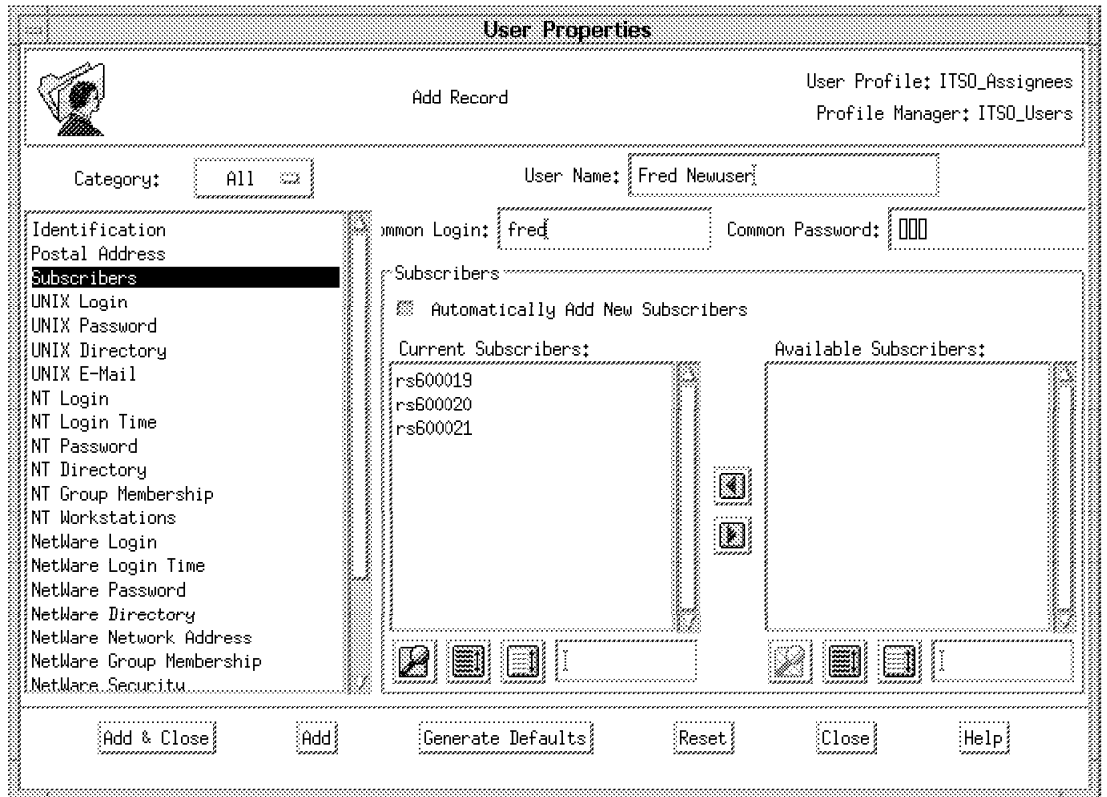 User Properties
Add Record
User Profile: ITSO_Assignees
Profile Manager: ITSO_Users
Category: All
User Name: Fred Newuser
ommon Login: fred
Common Password:
Identification
Postal Address
Subscribers
UNIX Login
UNIX Password
UNIX Directory
UNIX E-Mail
NT Login
NT Login Time
NT Password
NT Directory
NT Group Membership
NT Workstations
NetWare Login
NetWare Login Time
NetWare Password
NetWare Directory
NetWare Network Address
NetWare Group Membership
NetWare Security
Subscribers
Automatically Add New Subscribers
Current Subscribers:
rs600019
rs600020
rs600021
Available Subscribers:
Add & Close
Add
Generate Defaults
Reset
Close
Help